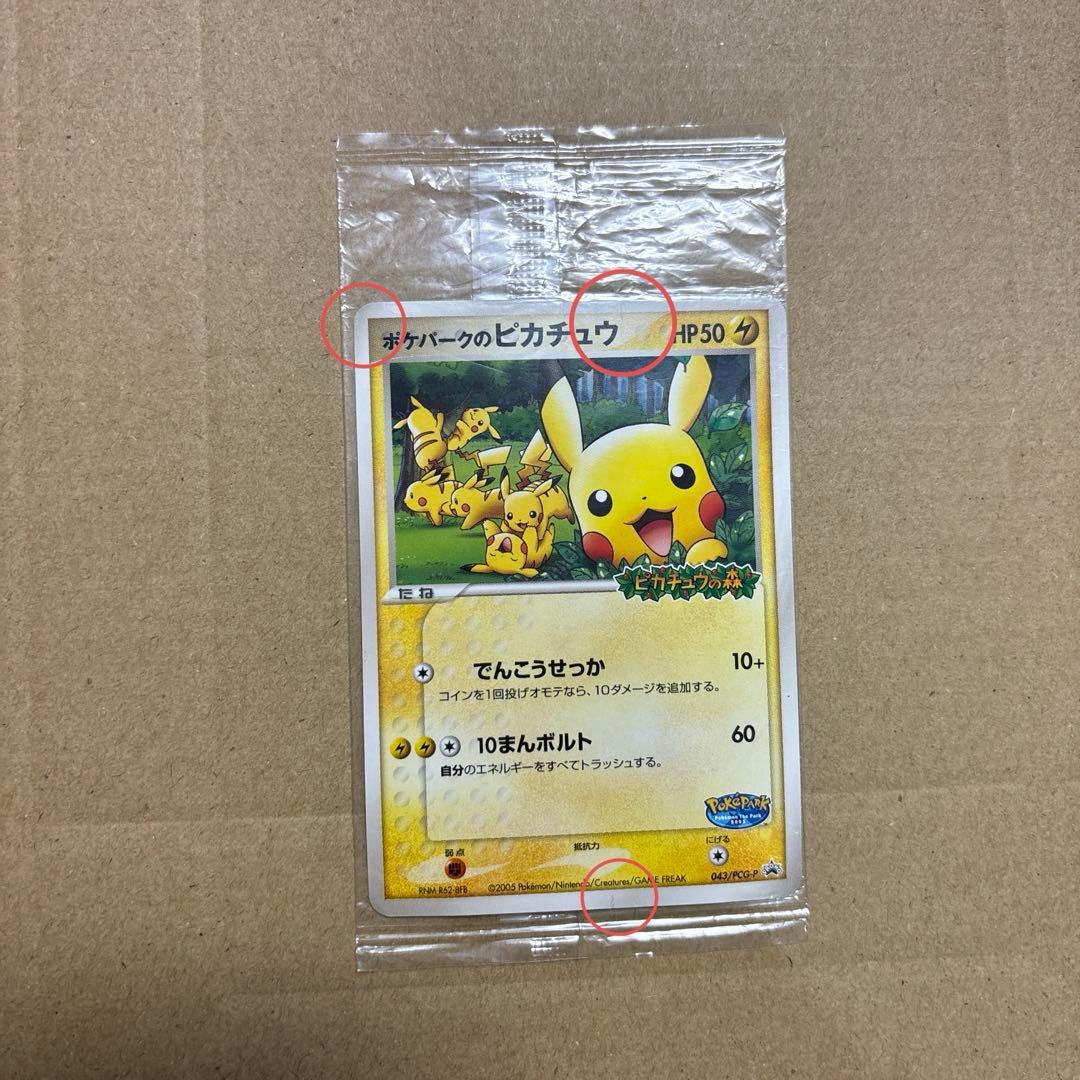 ポケパークのピカチュウ HP50
ピカチュウの森
たね
でんこうせっか 10+
コインを1回投げオモテなら、10ダメージを追加する。
10まんボルト 60
自分のエネルギーをすべてトラッシュする。
POKéPARK
Pokémon The Park
2005
弱点 抵抗力 にげる
RNM R62-8FB ©2005 Pokémon/Nintendo/Creatures/GAME FREAK 043/PCG-P